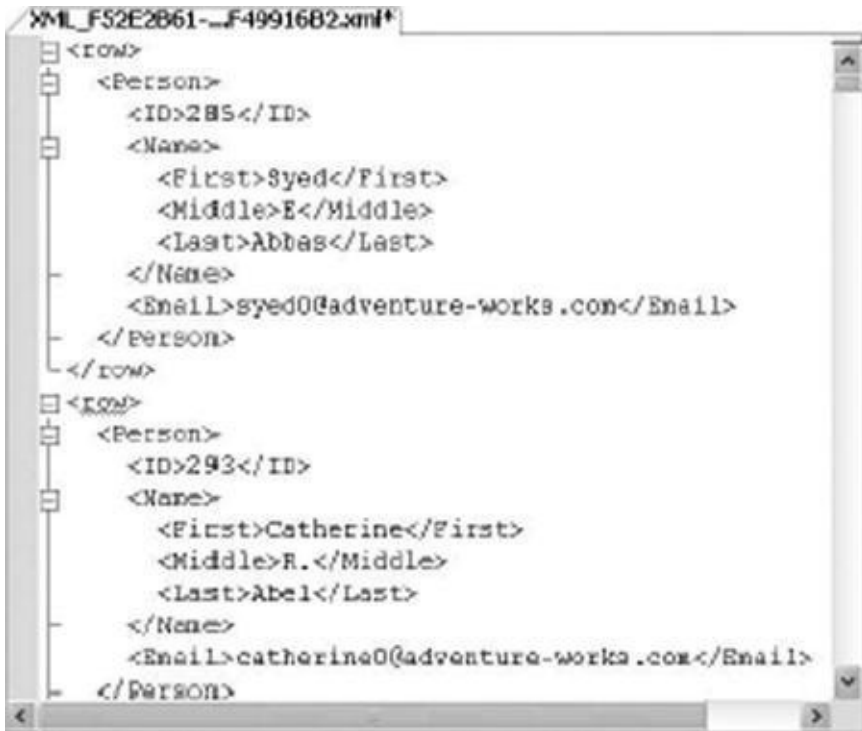 XML_F52E2B61-...F49916B2.xml*
<row>
<Person>
<ID>285</ID>
<Name>
<First>Syed</First>
<Middle>E</Middle>
<Last>Abbas</Last>
</Name>
<Email>syed0@adventure-works.com</Email>
</Person>
</row>
<row>
<Person>
<ID>293</ID>
<Name>
<First>Catherine</First>
<Middle>R.</Middle>
<Last>Abel</Last>
</Name>
<Email>catherine0@adventure-works.com</Email>
</Person>